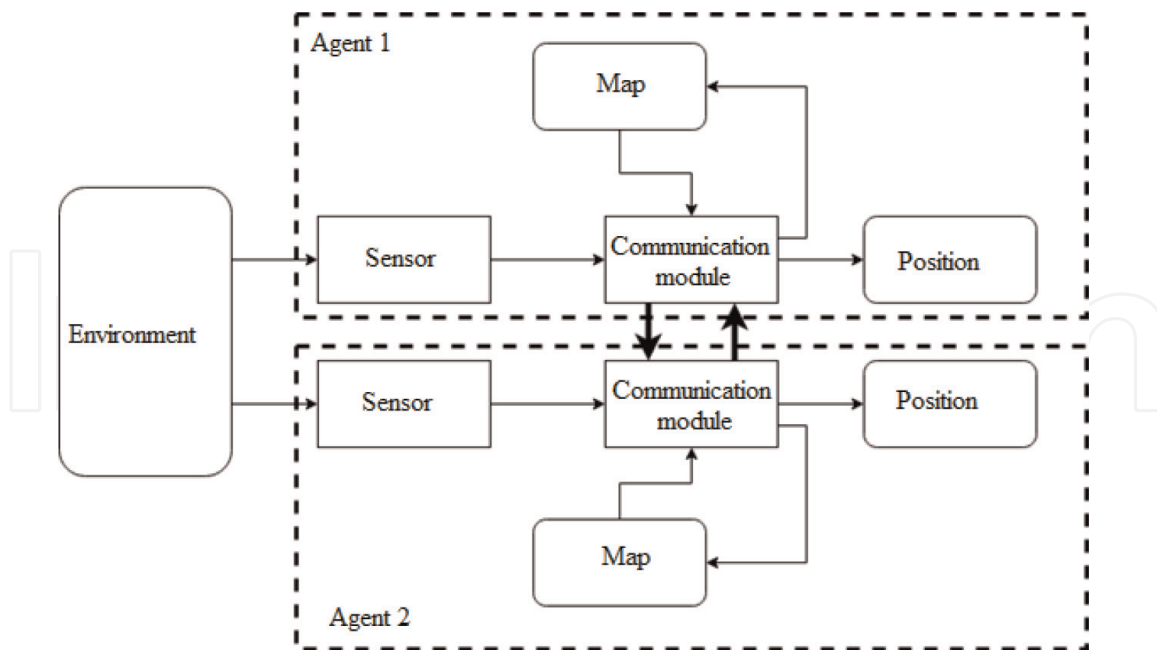 Agent 1
Map
Sensor
Communication
module
Position
Environment
Sensor
Communication
module
Position
Map
Agent 2